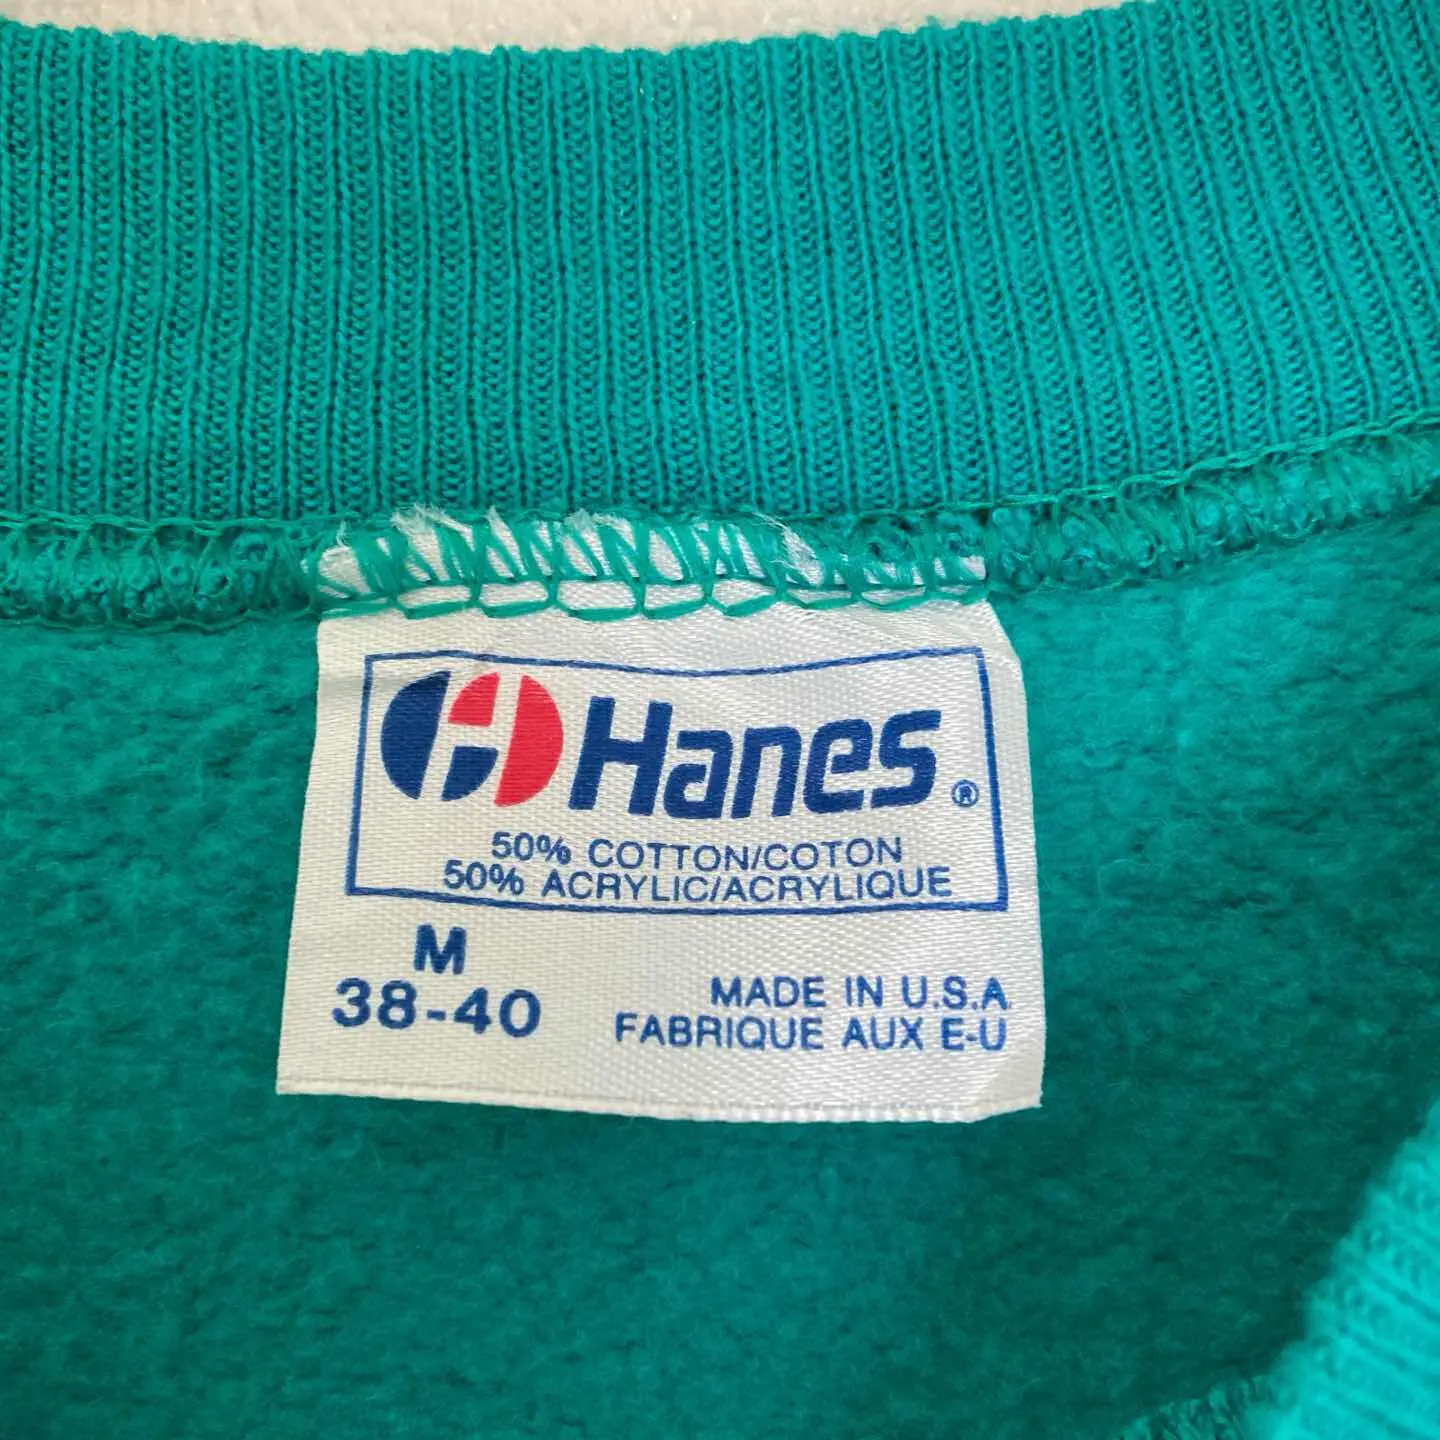 Hanes®
50% COTTON/COTON
50% ACRYLIC/ACRYLIQUE
M
38-40
MADE IN U.S.A.
FABRIQUE AUX E-U